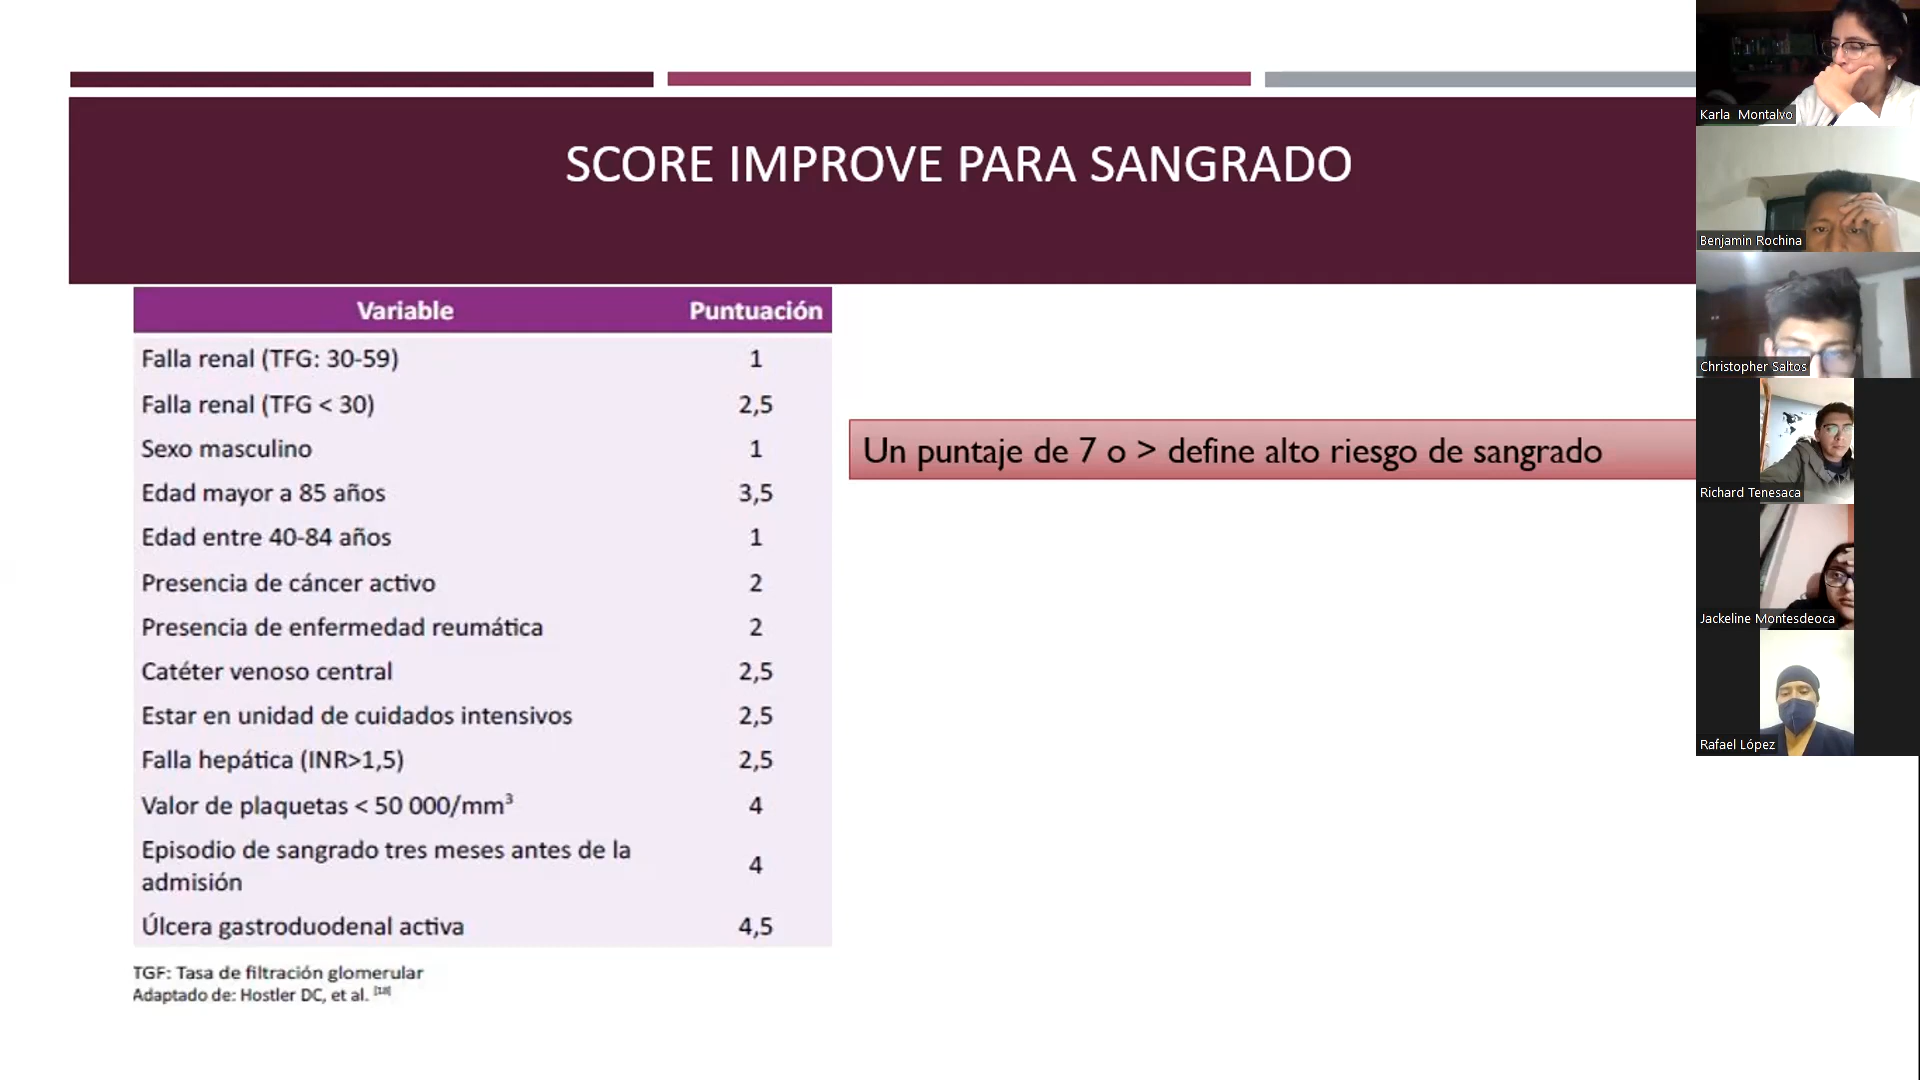 SCORE IMPROVE PARA SANGRADO
Variable Puntuación
Falla renal (TFG: 30-59) 1
Falla renal (TFG < 30) 2,5
Sexo masculino 1
Edad mayor a 85 años 3,5
Edad entre 40-84 años 1
Presencia de cáncer activo 2
Presencia de enfermedad reumática 2
Catéter venoso central 2,5
Estar en unidad de cuidados intensivos 2,5
Falla hepática (INR>1,5) 2,5
Valor de plaquetas < 50 000/mm³ 4
Episodio de sangrado tres meses antes de la
admisión 4
Úlcera gastroduodenal activa 4,5
TGF: Tasa de filtración glomerular
Adaptado de: Hostler DC, et al. [18]
Un puntaje de 7 o > define alto riesgo de sangrado
Karla Montalvo
Benjamin Rochina
Christopher Saltos
Richard Tenesaca
Jackeline Montesdeoca
Rafael López